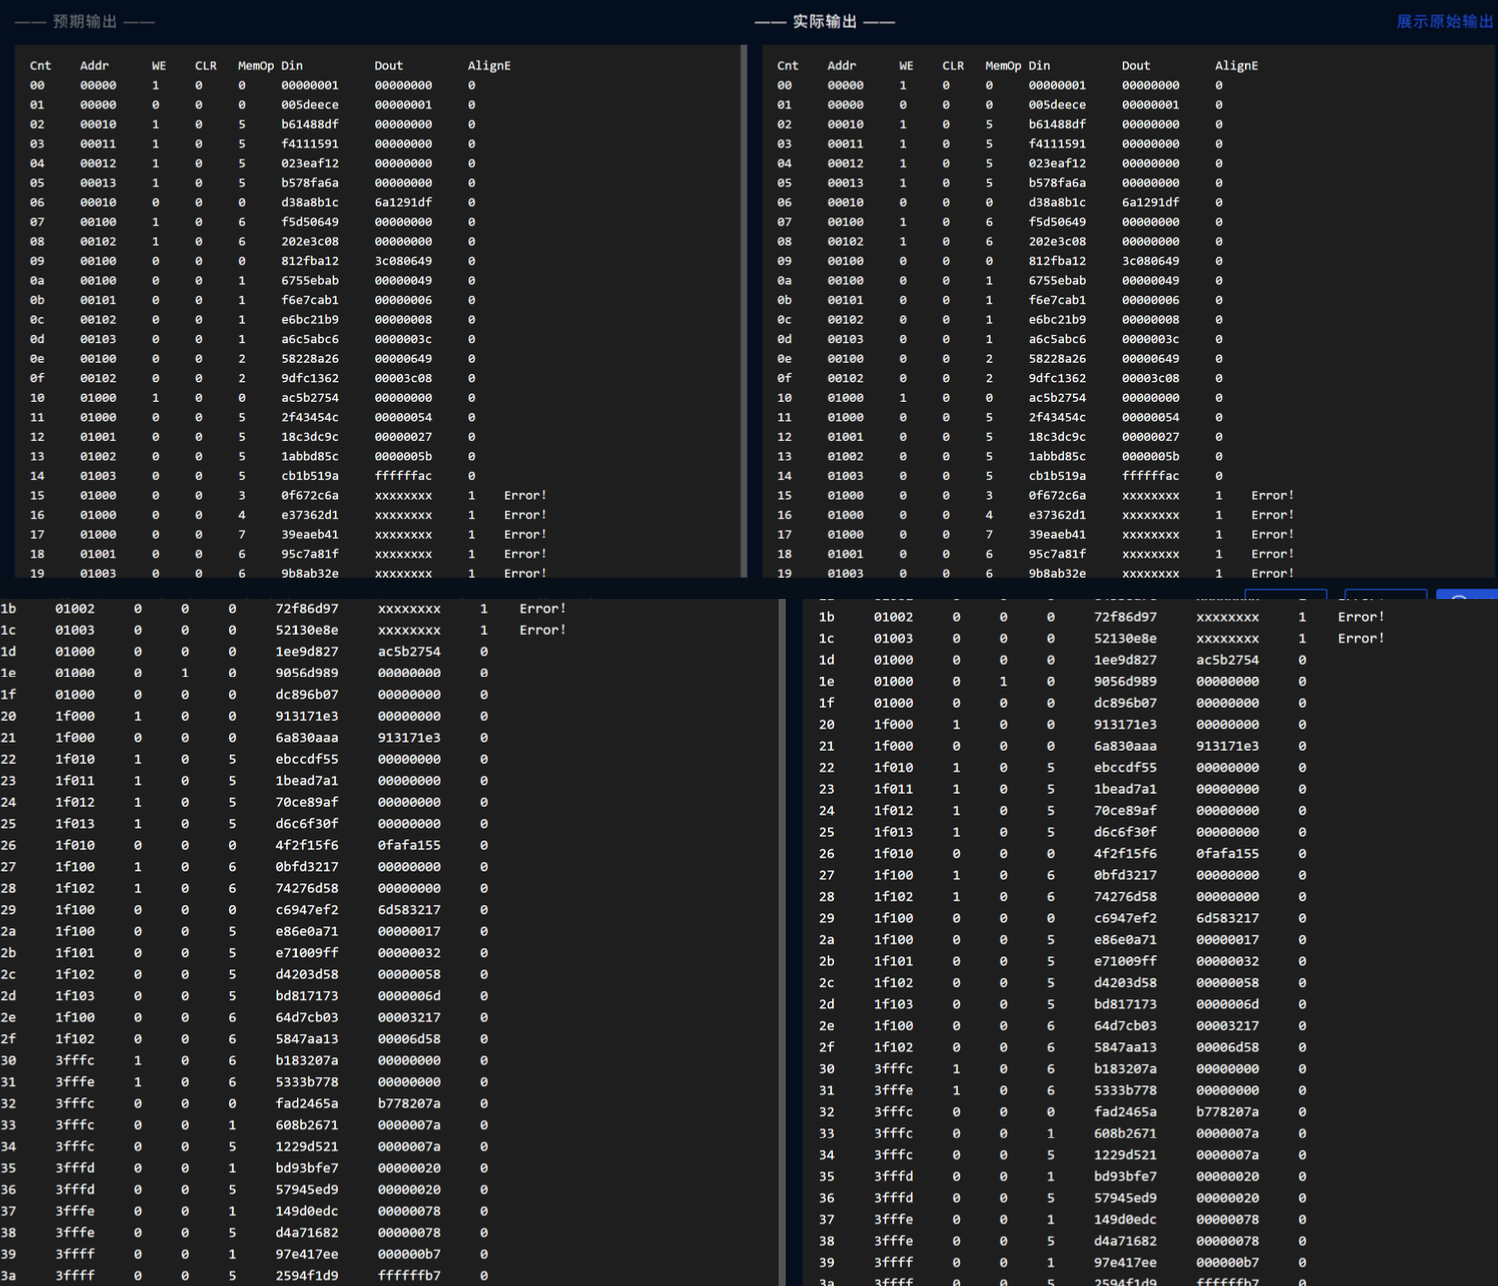 —— 预期输出 ——
Cnt Addr WE CLR MemOp Din Dout AlignE
00 00000 1 0 0 00000001 00000000 0
01 00000 0 0 0 005deece 00000001 0
02 00010 1 0 5 b61488df 00000000 0
03 00011 1 0 5 f4111591 00000000 0
04 00012 1 0 5 023eaf12 00000000 0
05 00013 1 0 5 b578fa6a 00000000 0
06 00010 0 0 0 d38a8b1c 6a1291df 0
07 00100 1 0 6 f5d50649 00000000 0
08 00102 1 0 6 202e3c08 00000000 0
09 00100 0 0 0 812fba12 3c080649 0
0a 00100 0 0 1 6755ebab 00000049 0
0b 00101 0 0 1 f6e7cab1 00000006 0
0c 00102 0 0 1 e6bc21b9 00000008 0
0d 00103 0 0 1 a6c5abc6 0000003c 0
0e 00100 0 0 2 58228a26 00000649 0
0f 00102 0 0 2 9dfc1362 00003c08 0
10 01000 1 0 0 ac5b2754 00000000 0
11 01000 0 0 5 2f43454c 00000054 0
12 01001 0 0 5 18c3dc9c 00000027 0
13 01002 0 0 5 1abbd85c 0000005b 0
14 01003 0 0 5 cb1b519a ffffffac 0
15 01000 0 0 3 0f672c6a xxxxxxxx 1 Error!
16 01000 0 0 4 e37362d1 xxxxxxxx 1 Error!
17 01000 0 0 7 39eaeb41 xxxxxxxx 1 Error!
18 01001 0 0 6 95c7a81f xxxxxxxx 1 Error!
19 01003 0 0 6 9b8ab32e xxxxxxxx 1 Error!
—— 实际输出 ——
展示原始输出
Cnt Addr WE CLR MemOp Din Dout AlignE
00 00000 1 0 0 00000001 00000000 0
01 00000 0 0 0 005deece 00000001 0
02 00010 1 0 5 b61488df 00000000 0
03 00011 1 0 5 f4111591 00000000 0
04 00012 1 0 5 023eaf12 00000000 0
05 00013 1 0 5 b578fa6a 00000000 0
06 00010 0 0 0 d38a8b1c 6a1291df 0
07 00100 1 0 6 f5d50649 00000000 0
08 00102 1 0 6 202e3c08 00000000 0
09 00100 0 0 0 812fba12 3c080649 0
0a 00100 0 0 1 6755ebab 00000049 0
0b 00101 0 0 1 f6e7cab1 00000006 0
0c 00102 0 0 1 e6bc21b9 00000008 0
0d 00103 0 0 1 a6c5abc6 0000003c 0
0e 00100 0 0 2 58228a26 00000649 0
0f 00102 0 0 2 9dfc1362 00003c08 0
10 01000 1 0 0 ac5b2754 00000000 0
11 01000 0 0 5 2f43454c 00000054 0
12 01001 0 0 5 18c3dc9c 00000027 0
13 01002 0 0 5 1abbd85c 0000005b 0
14 01003 0 0 5 cb1b519a ffffffac 0
15 01000 0 0 3 0f672c6a xxxxxxxx 1 Error!
16 01000 0 0 4 e37362d1 xxxxxxxx 1 Error!
17 01000 0 0 7 39eaeb41 xxxxxxxx 1 Error!
18 01001 0 0 6 95c7a81f xxxxxxxx 1 Error!
19 01003 0 0 6 9b8ab32e xxxxxxxx 1 Error!
1b 01002 0 0 0 72f86d97 xxxxxxxx 1 Error!
1c 01003 0 0 0 52130e8e xxxxxxxx 1 Error!
1d 01000 0 0 0 1ee9d827 ac5b2754 0
1e 01000 0 1 0 9056d989 00000000 0
1f 01000 0 0 0 dc896b07 00000000 0
20 1f000 1 0 0 913171e3 00000000 0
21 1f000 0 0 0 6a830aaa 913171e3 0
22 1f010 1 0 5 ebccdf55 00000000 0
23 1f011 1 0 5 1bead7a1 00000000 0
24 1f012 1 0 5 70ce89af 00000000 0
25 1f013 1 0 5 d6c6f30f 00000000 0
26 1f010 0 0 0 4f2f15f6 0fafa155 0
27 1f100 1 0 6 0bfd3217 00000000 0
28 1f102 1 0 6 74276d58 00000000 0
29 1f100 0 0 0 c6947ef2 6d583217 0
2a 1f100 0 0 5 e86e0a71 00000017 0
2b 1f101 0 0 5 e71009ff 00000032 0
2c 1f102 0 0 5 d4203d58 00000058 0
2d 1f103 0 0 5 bd817173 0000006d 0
2e 1f100 0 0 6 64d7cb03 00003217 0
2f 1f102 0 0 6 5847aa13 00006d58 0
30 3fffc 1 0 6 b183207a 00000000 0
31 3fffe 1 0 6 5333b778 00000000 0
32 3fffc 0 0 0 fad2465a b778207a 0
33 3fffc 0 0 1 608b2671 0000007a 0
34 3fffc 0 0 5 1229d521 0000007a 0
35 3fffd 0 0 1 bd93bfe7 00000020 0
36 3fffd 0 0 5 57945ed9 00000020 0
37 3fffe 0 0 1 149d0edc 00000078 0
38 3fffe 0 0 5 d4a71682 00000078 0
39 3ffff 0 0 1 97e417ee 000000b7 0
3a 3ffff 0 0 5 2594f1d9 ffffffb7 0
1b 01002 0 0 0 72f86d97 xxxxxxxx 1 Error!
1c 01003 0 0 0 52130e8e xxxxxxxx 1 Error!
1d 01000 0 0 0 1ee9d827 ac5b2754 0
1e 01000 0 1 0 9056d989 00000000 0
1f 01000 0 0 0 dc896b07 00000000 0
20 1f000 1 0 0 913171e3 00000000 0
21 1f000 0 0 0 6a830aaa 913171e3 0
22 1f010 1 0 5 ebccdf55 00000000 0
23 1f011 1 0 5 1bead7a1 00000000 0
24 1f012 1 0 5 70ce89af 00000000 0
25 1f013 1 0 5 d6c6f30f 00000000 0
26 1f010 0 0 0 4f2f15f6 0fafa155 0
27 1f100 1 0 6 0bfd3217 00000000 0
28 1f102 1 0 6 74276d58 00000000 0
29 1f100 0 0 0 c6947ef2 6d583217 0
2a 1f100 0 0 5 e86e0a71 00000017 0
2b 1f101 0 0 5 e71009ff 00000032 0
2c 1f102 0 0 5 d4203d58 00000058 0
2d 1f103 0 0 5 bd817173 0000006d 0
2e 1f100 0 0 6 64d7cb03 00003217 0
2f 1f102 0 0 6 5847aa13 00006d58 0
30 3fffc 1 0 6 b183207a 00000000 0
31 3fffe 1 0 6 5333b778 00000000 0
32 3fffc 0 0 0 fad2465a b778207a 0
33 3fffc 0 0 1 608b2671 0000007a 0
34 3fffc 0 0 5 1229d521 0000007a 0
35 3fffd 0 0 1 bd93bfe7 00000020 0
36 3fffd 0 0 5 57945ed9 00000020 0
37 3fffe 0 0 1 149d0edc 00000078 0
38 3fffe 0 0 5 d4a71682 00000078 0
39 3ffff 0 0 1 97e417ee 000000b7 0
3a 3ffff 0 0 5 2594f1d9 ffffffb7 0